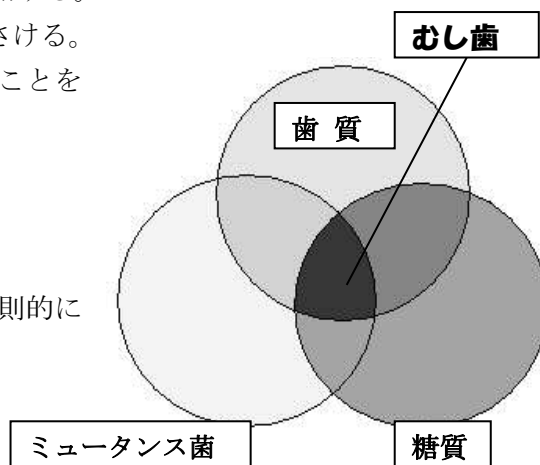 さける。
ことを
則的に
むし歯
歯 質
ミュータンス菌
糖質